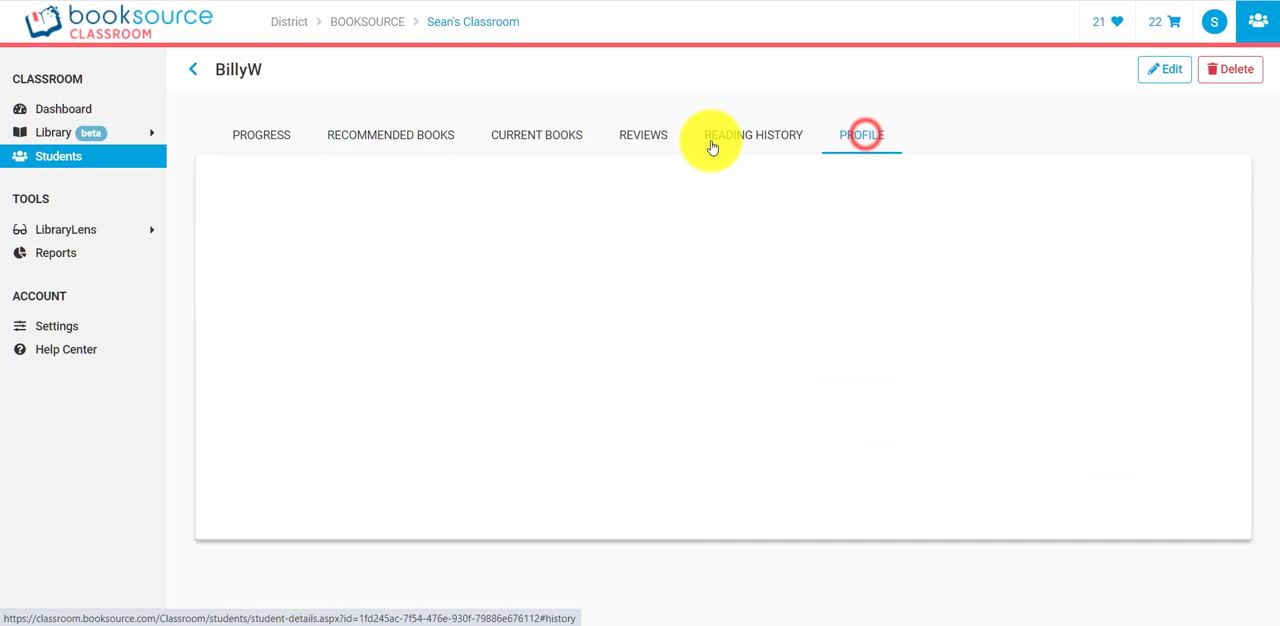 booksource
CLASSROOM
District > BOOKSOURCE > Sean's Classroom
21
22
S
CLASSROOM
Dashboard
Library beta
Students
TOOLS
LibraryLens
Reports
ACCOUNT
Settings
Help Center
BillyW
Edit
Delete
PROGRESS
RECOMMENDED BOOKS
CURRENT BOOKS
REVIEWS
READING HISTORY
PROFILE
https://classroom.booksource.com/Classroom/students/student-details.aspx?id=1fd245ac-7f54-476e-930f-79886e676112#history